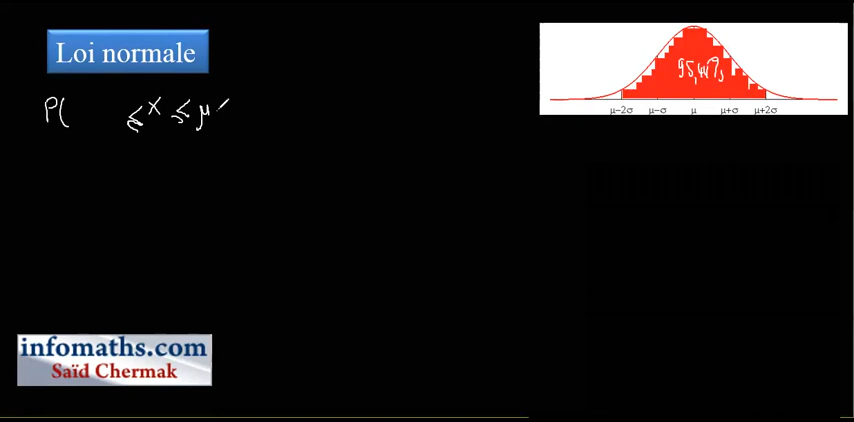 Loi normale
P( ≤ X ≤ μ
95,4%
μ−2σ μ−σ μ μ+σ μ+2σ
infomaths.com
Saïd Chermak